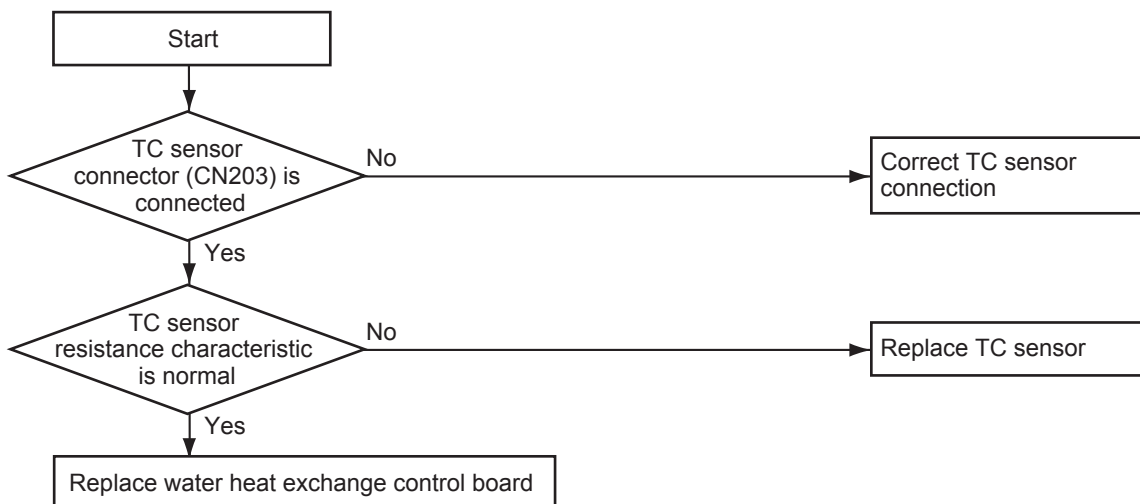 Start
TC sensor
connector (CN203) is
connected
No
Correct TC sensor
connection
Yes
TC sensor
resistance characteristic
is normal
No
Replace TC sensor
Yes
Replace water heat exchange control board